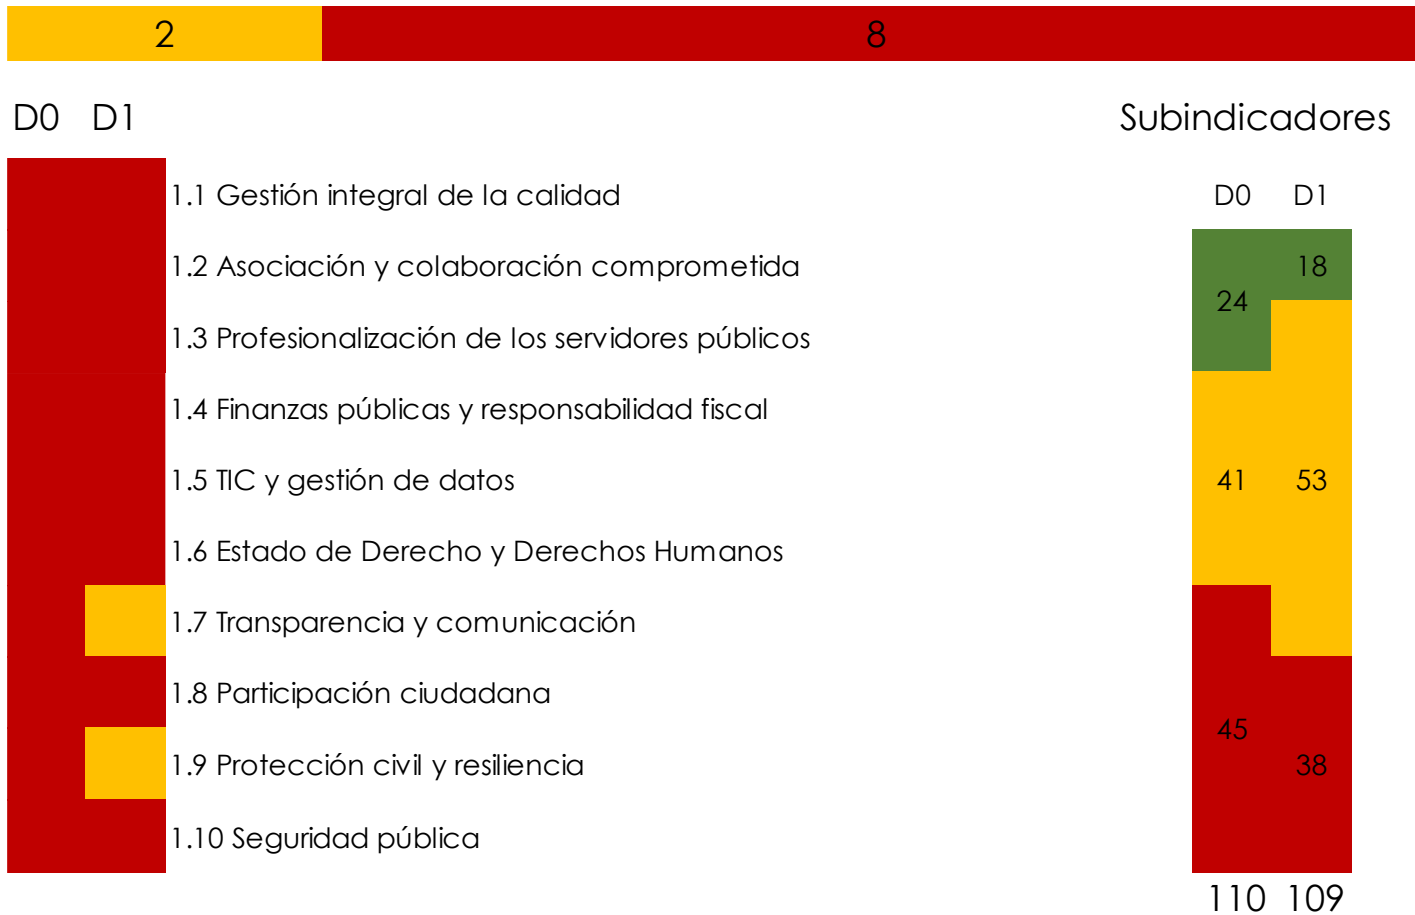 2 8
D0 D1 Subindicadores
1.1 Gestión integral de la calidad D0 D1
1.2 Asociación y colaboración comprometida 18
24
1.3 Profesionalización de los servidores públicos
1.4 Finanzas públicas y responsabilidad fiscal
1.5 TIC y gestión de datos 41 53
1.6 Estado de Derecho y Derechos Humanos
1.7 Transparencia y comunicación
1.8 Participación ciudadana
45
1.9 Protección civil y resiliencia 38
1.10 Seguridad pública
110 109